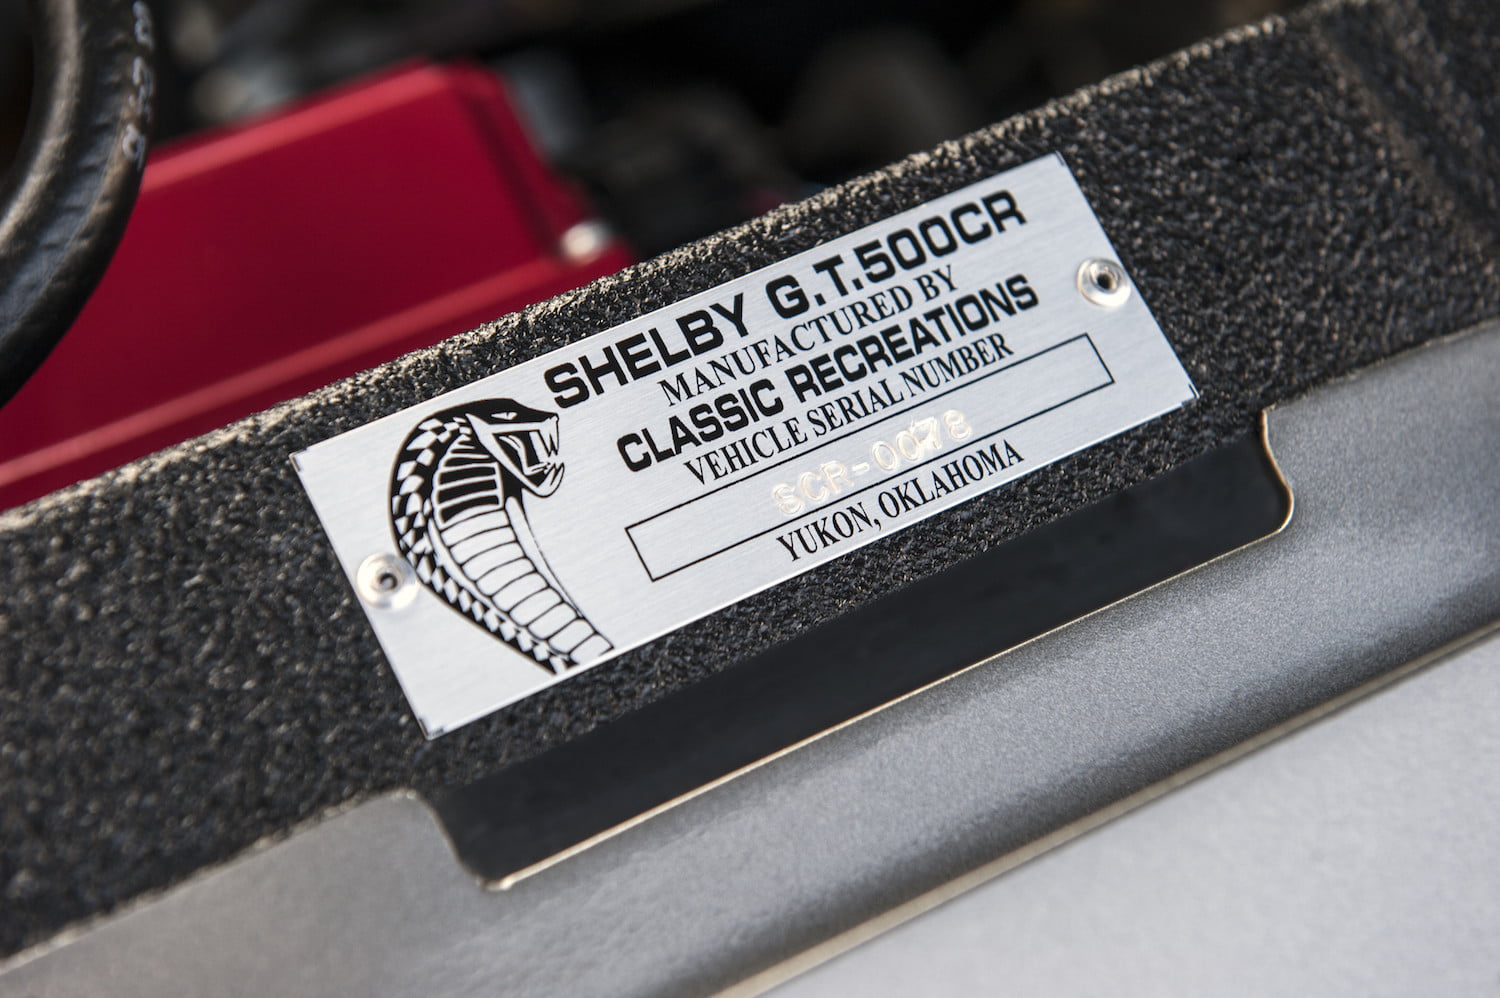 SHELBY G.T.500CR
MANUFACTURED BY
CLASSIC RECREATIONS
VEHICLE SERIAL NUMBER
SCR-0078
YUKON, OKLAHOMA